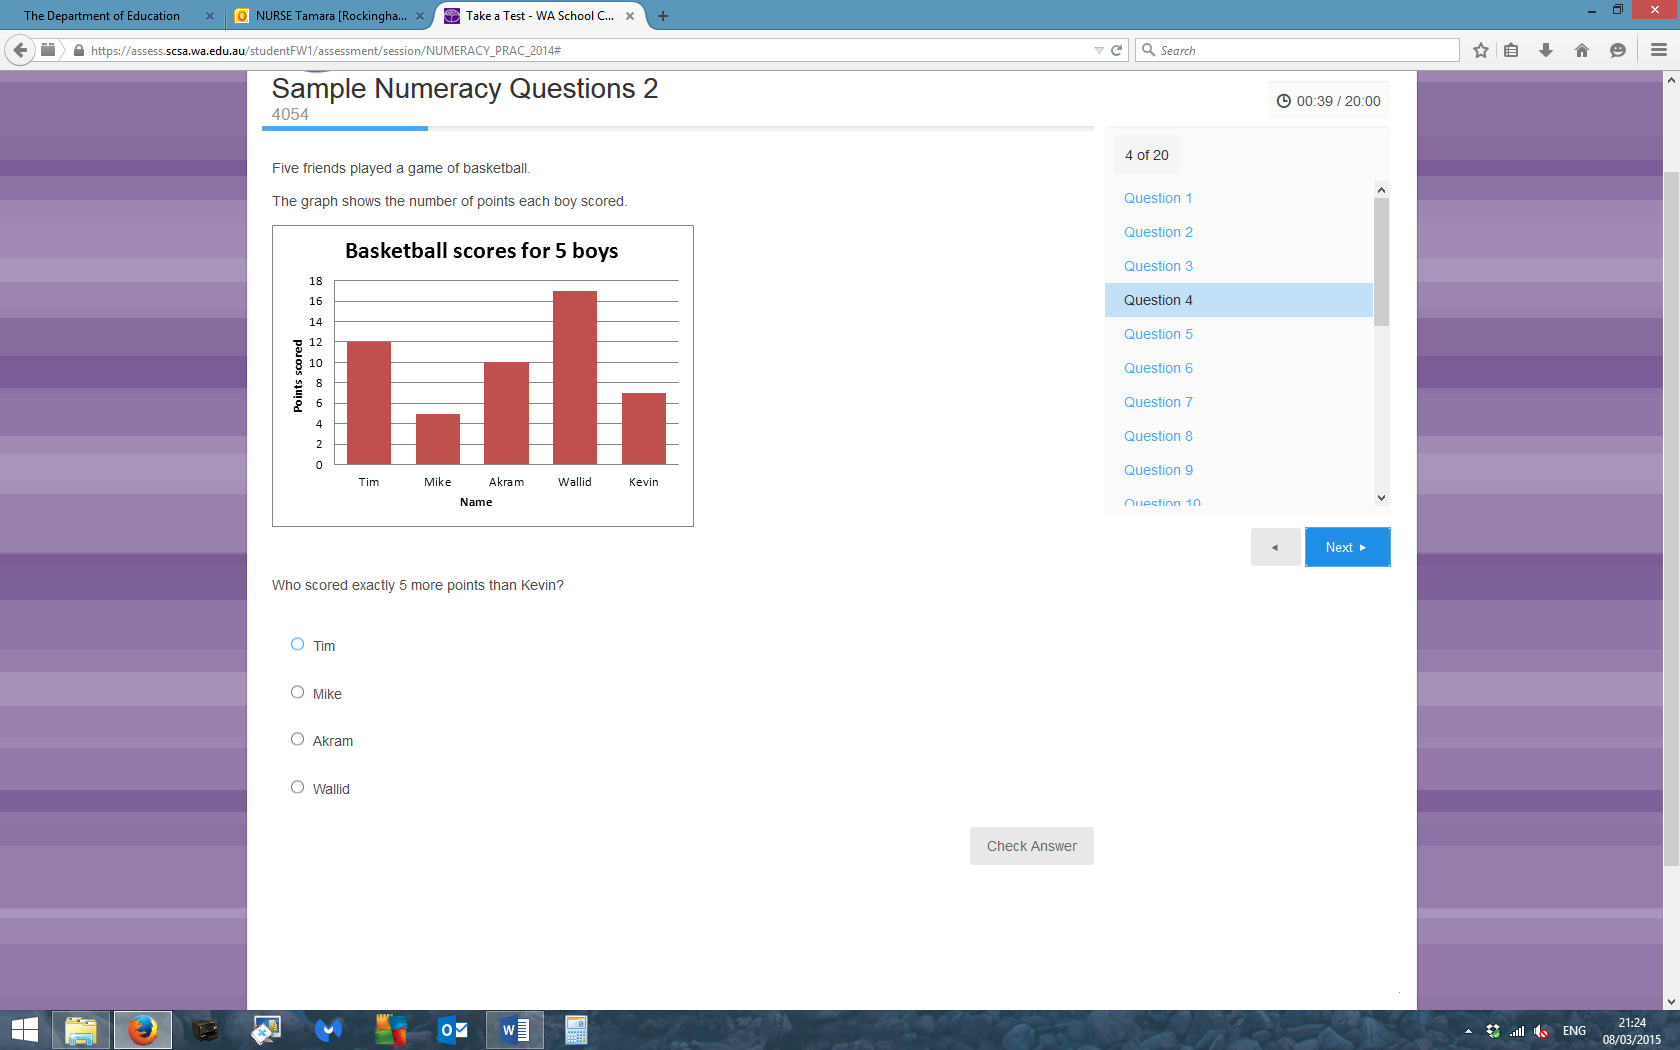 The Department of Education
NURSE Tamara [Rockingha...
Take a Test - WA School C...
https://assess.scsa.wa.edu.au/studentFW1/assessment/session/NUMERACY_PRAC_2014#
Search
Sample Numeracy Questions 2
4054
00:39 / 20:00
Five friends played a game of basketball.
The graph shows the number of points each boy scored.
Basketball scores for 5 boys
Points scored
18
16
14
12
10
8
6
4
2
0
Tim Mike Akram Wallid Kevin
Name
4 of 20
Question 1
Question 2
Question 3
Question 4
Question 5
Question 6
Question 7
Question 8
Question 9
Question 10
Next
Who scored exactly 5 more points than Kevin?
Tim
Mike
Akram
Wallid
Check Answer
ENG
21:24
08/03/2015